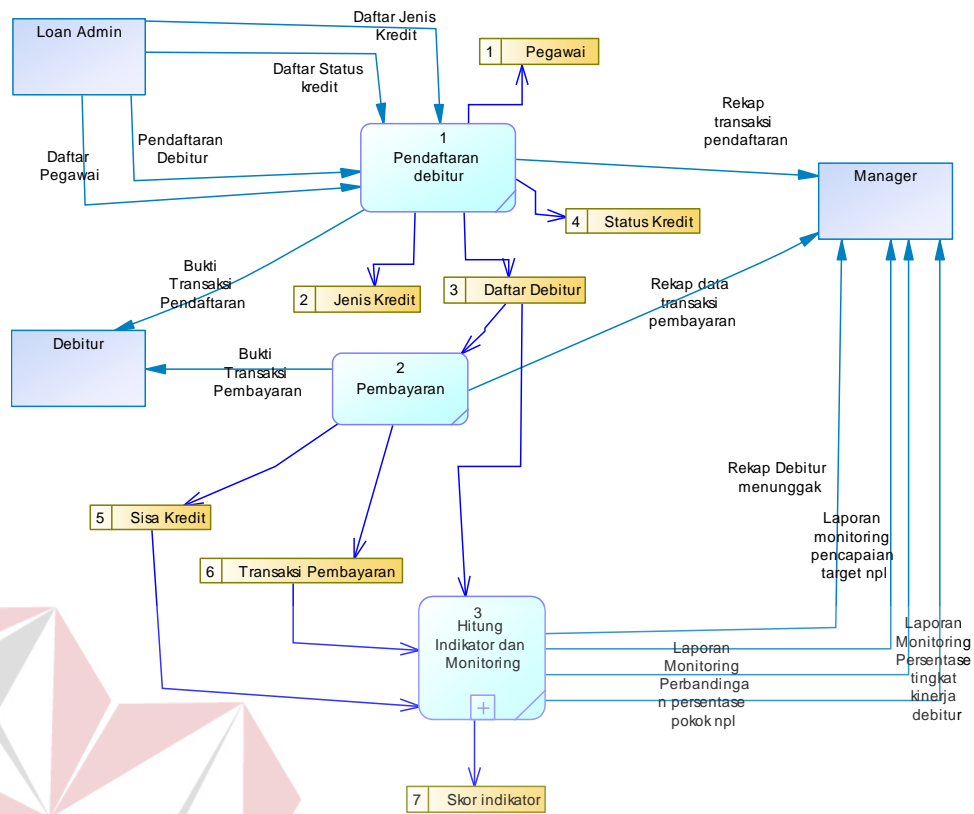 Loan Admin
Daftar Jenis
Kredit
1 Pegawai
Daftar Status
kredit
Rekap
transaksi
pendaftaran
Pendaftaran
Debitur
Daftar
Pegawai
1
Pendaftaran
debitur
Manager
4 Status Kredit
Bukti
Transaksi
Pendaftaran
2 Jenis Kredit
3 Daftar Debitur
Rekap data
transaksi
pembayaran
Debitur
Bukti
Transaksi
Pembayaran
2
Pembayaran
Rekap Debitur
menunggak
5 Sisa Kredit
Laporan
monitoring
pencapaian
target npl
6 Transaksi Pembayaran
3
Hitung
Indikator dan
Monitoring
Laporan
Monitoring
Perbandinga
n persentase
pokok npl
Laporan
Monitoring
Persentase
tingkat
kinerja
debitur
7 Skor indikator